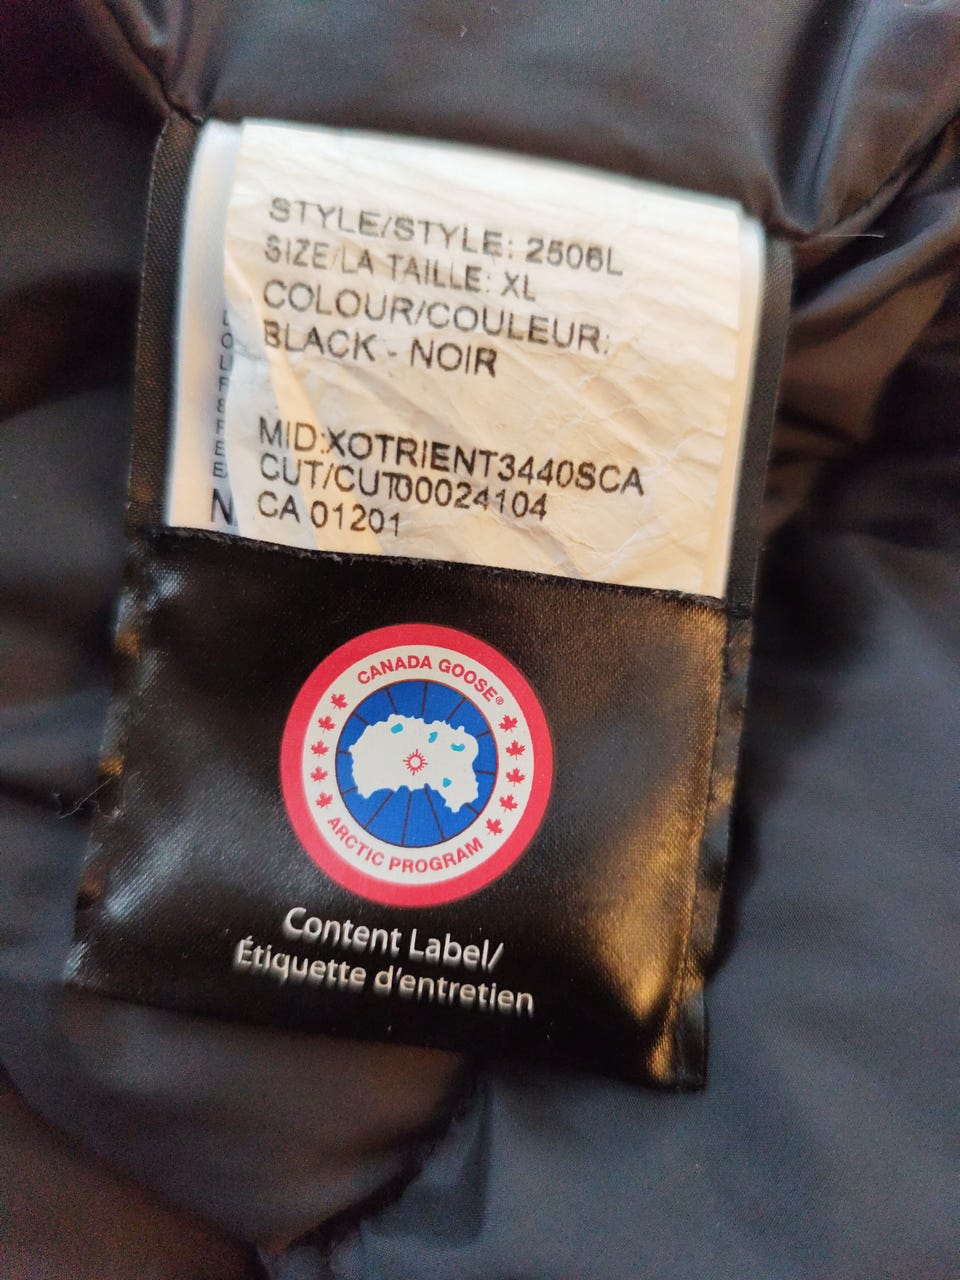 STYLE/STYLE: 2506L
SIZE/LA TAILLE: XL
COLOUR/COULEUR:
BLACK - NOIR
MID:XOTRIENT3440SCA
CUT/CUT00024104
CA 01201
CANADA GOOSE®
ARCTIC PROGRAM
Content Label/
Étiquette d'entretien